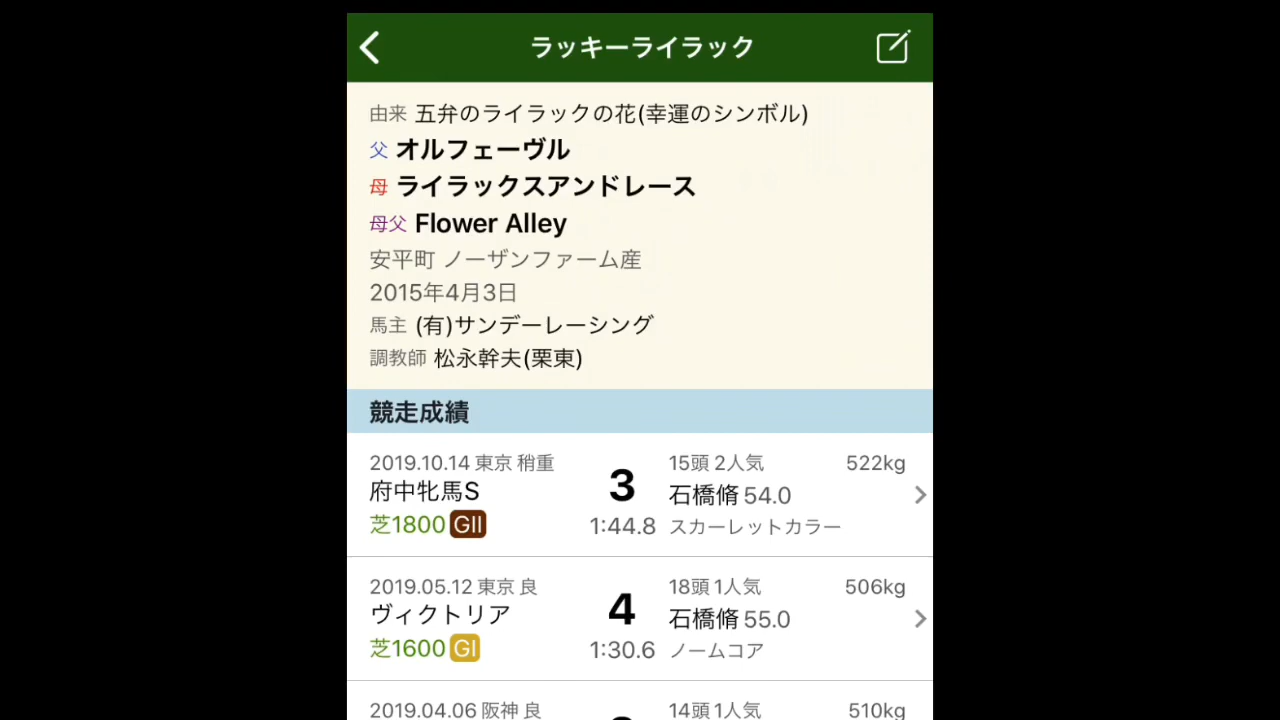 ラッキーライラック
由来 五弁のライラックの花(幸運のシンボル)
父 オルフェーヴル
母 ライラックスアンドレース
母父 Flower Alley
安平町 ノーザンファーム産
2015年4月3日
馬主 (有)サンデーレーシング
調教師 松永幹夫(栗東)
競走成績
2019.10.14 東京 稍重 15頭 2人気 522kg
府中牝馬S 3 石橋脩 54.0
芝1800 GII 1:44.8 スカーレットカラー
2019.05.12 東京 良 18頭 1人気 506kg
ヴィクトリア 4 石橋脩 55.0
芝1600 GI 1:30.6 ノームコア
2019.04.06 阪神 良 14頭 1人気 510kg